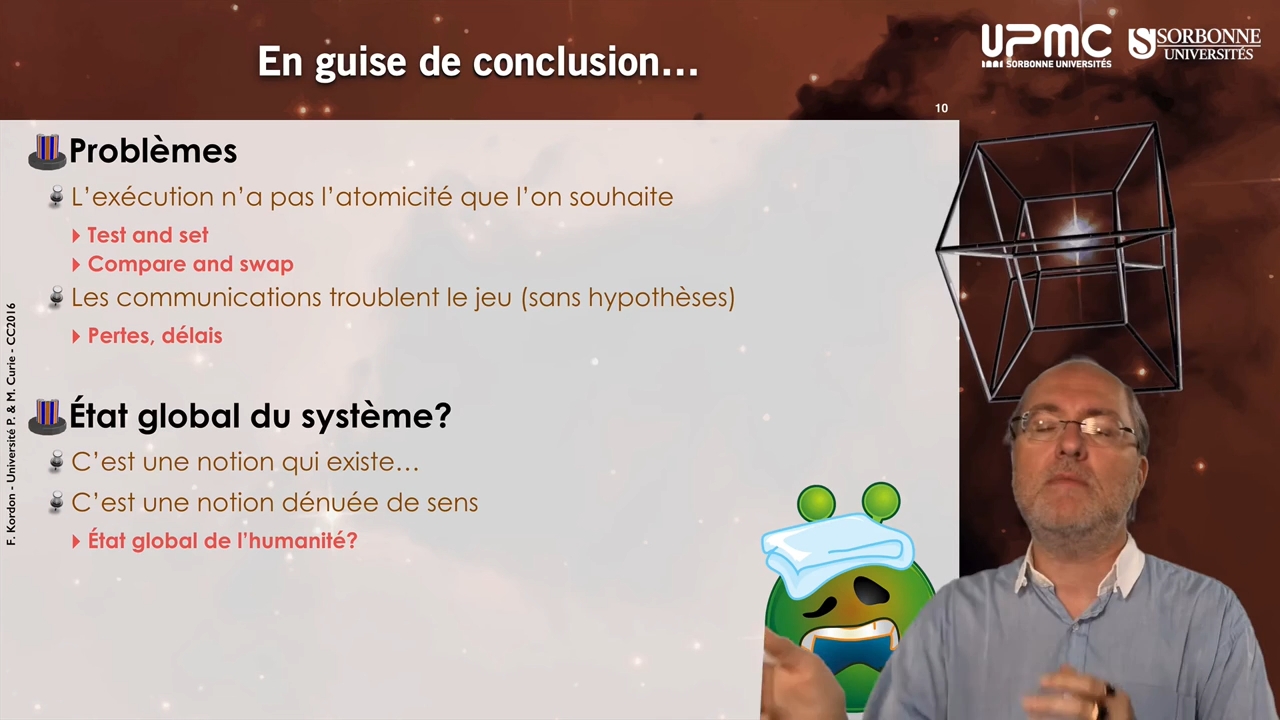 En guise de conclusion...
UPMC
SORBONNE UNIVERSITÉS
SORBONNE
UNIVERSITÉS
10
Problèmes
L'exécution n'a pas l'atomicité que l'on souhaite
Test and set
Compare and swap
Les communications troublent le jeu (sans hypothèses)
Pertes, délais
État global du système?
C'est une notion qui existe...
C'est une notion dénuée de sens
État global de l'humanité?
F. Kordon - Université P. & M. Curie - CC2016